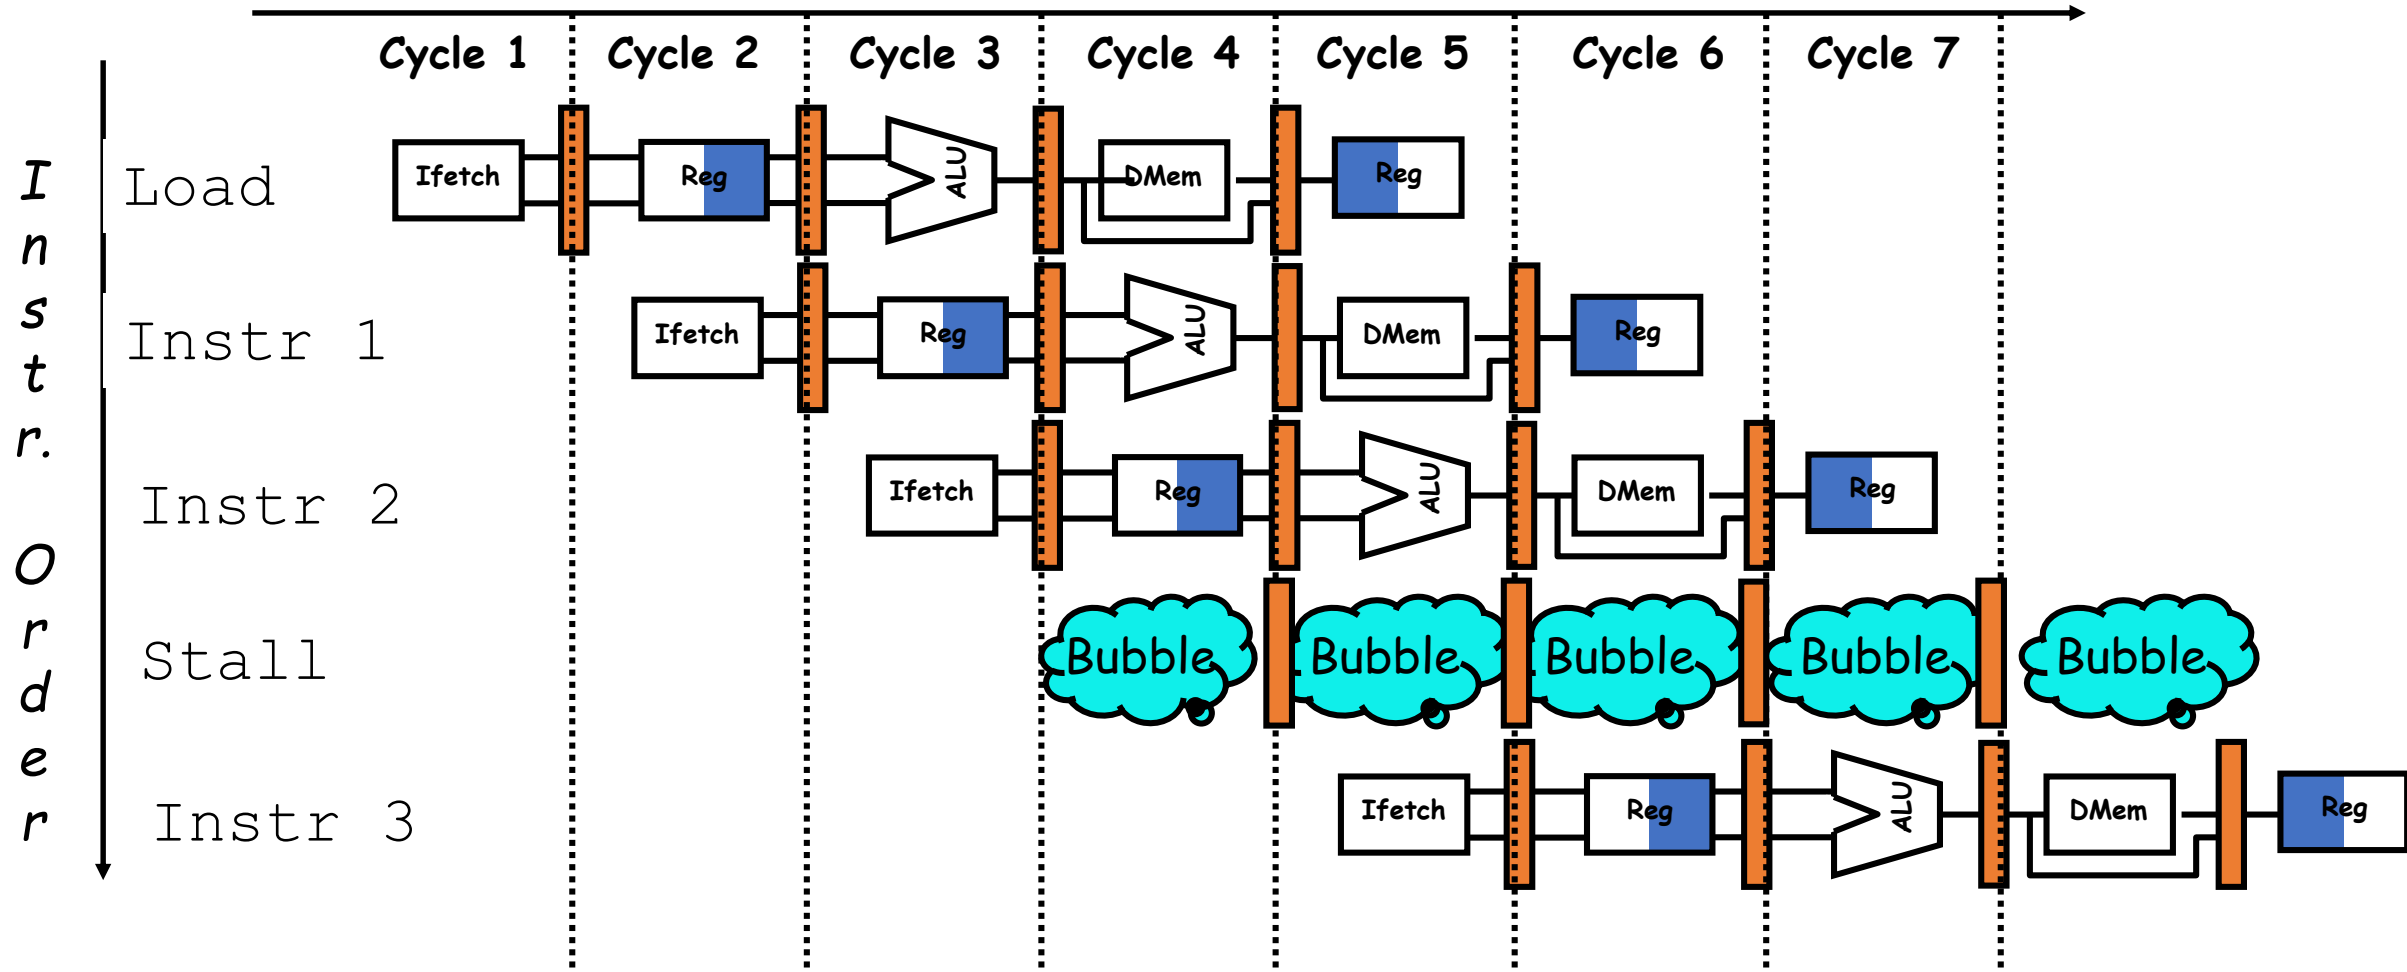 Cycle 1 Cycle 2 Cycle 3 Cycle 4 Cycle 5 Cycle 6 Cycle 7
Instr. Order
Load Ifetch Reg ALU DMem Reg
Instr 1 Ifetch Reg ALU DMem Reg
Instr 2 Ifetch Reg ALU DMem Reg
Stall Bubble Bubble Bubble Bubble Bubble
Instr 3 Ifetch Reg ALU DMem Reg